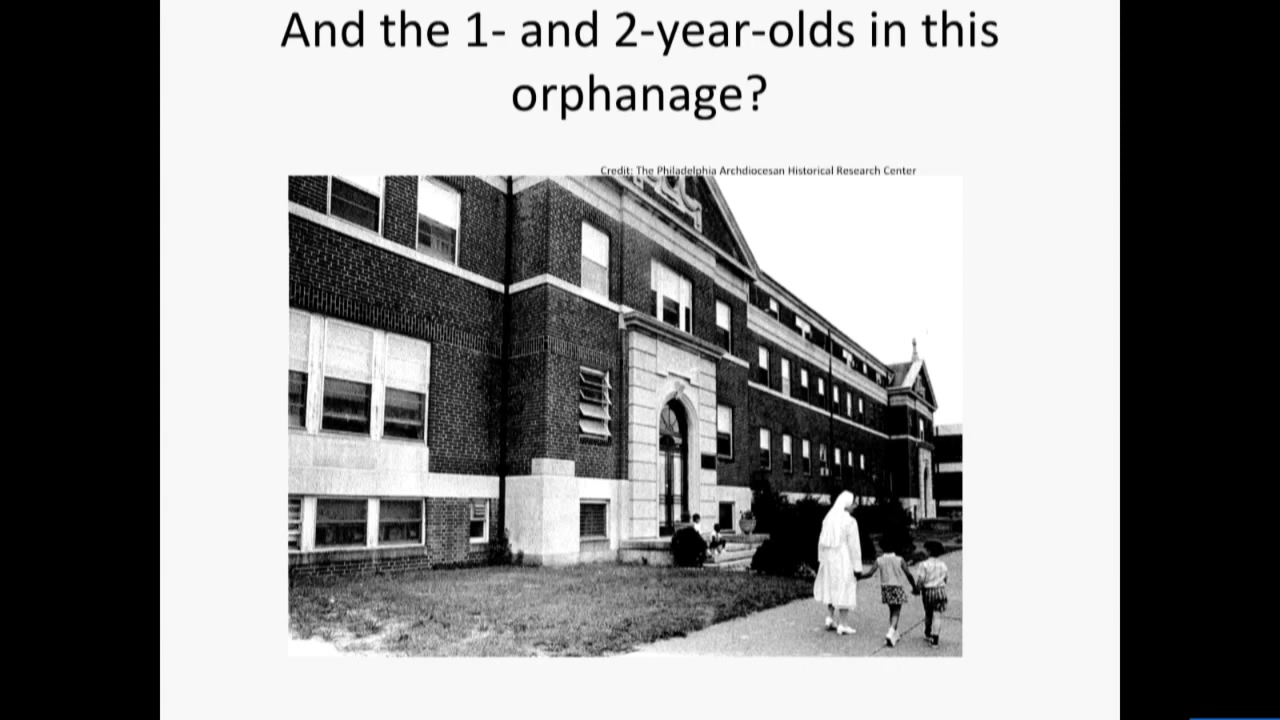 And the 1- and 2-year-olds in this
orphanage?
Credit: The Philadelphia Archdiocesan Historical Research Center